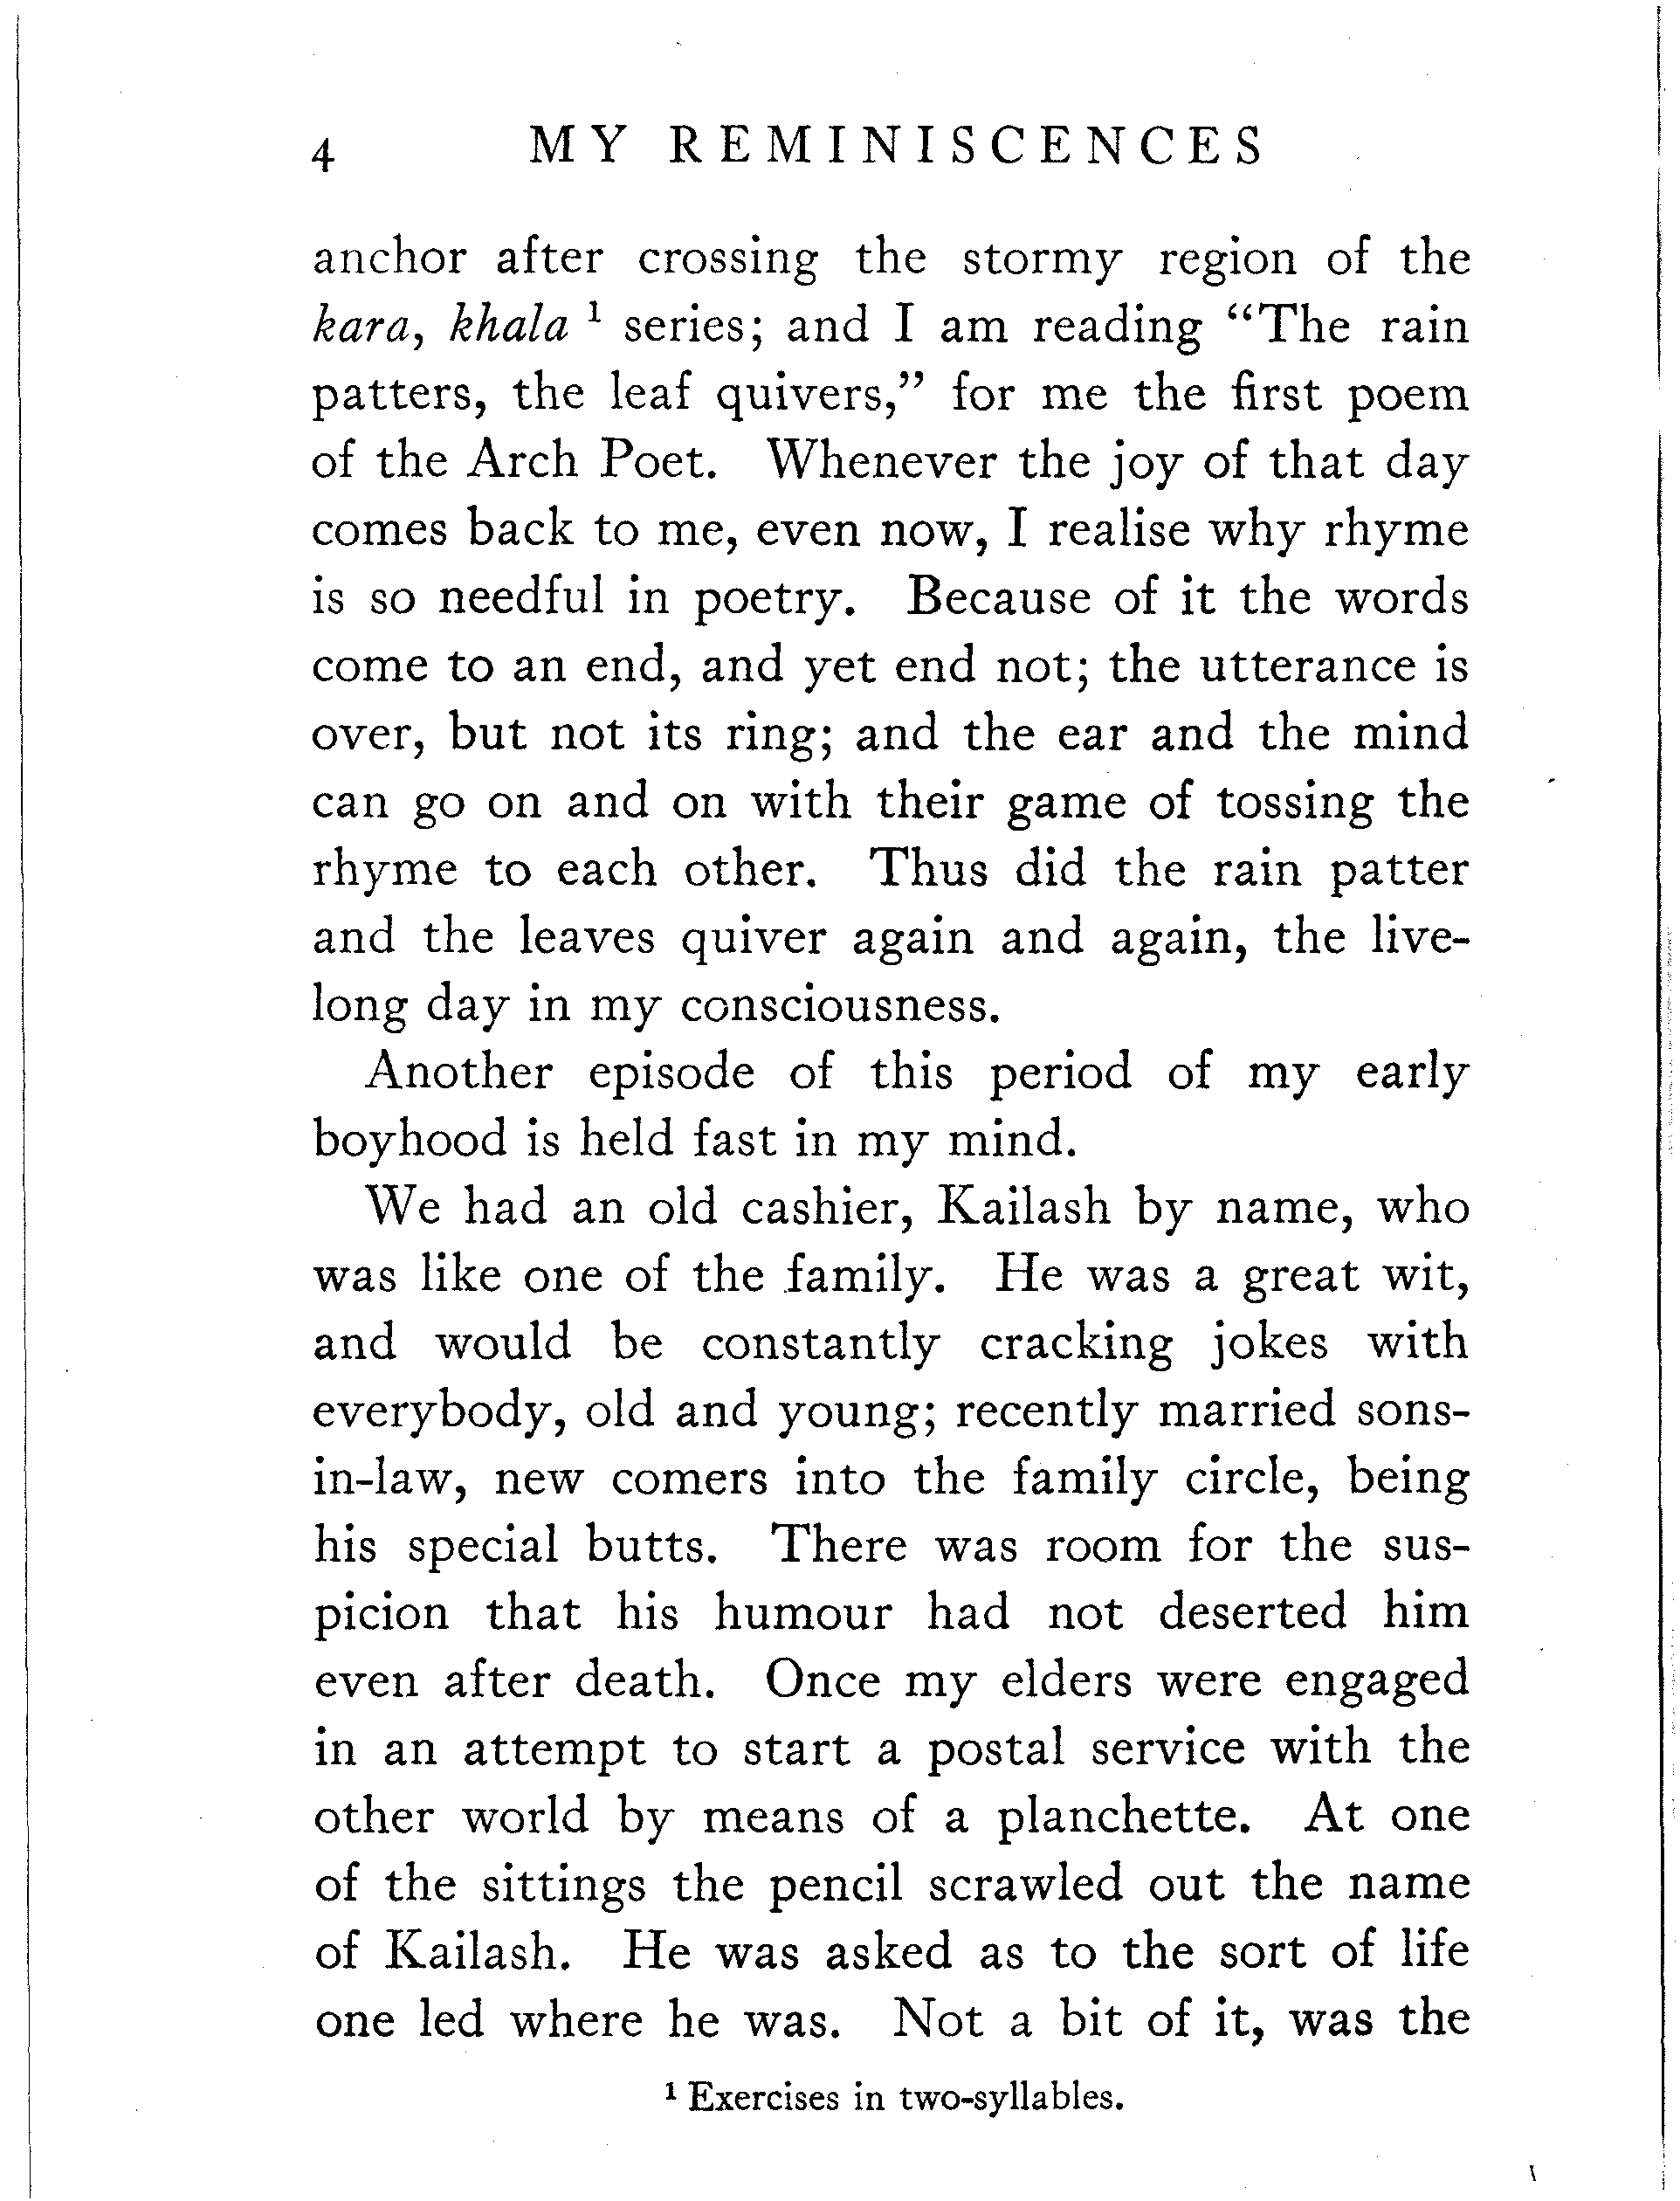 4 MY REMINISCENCES
anchor after crossing the stormy region of the
kara, khala ¹ series; and I am reading “The rain
patters, the leaf quivers,” for me the first poem
of the Arch Poet. Whenever the joy of that day
comes back to me, even now, I realise why rhyme
is so needful in poetry. Because of it the words
come to an end, and yet end not; the utterance is
over, but not its ring; and the ear and the mind
can go on and on with their game of tossing the
rhyme to each other. Thus did the rain patter
and the leaves quiver again and again, the live-
long day in my consciousness.
Another episode of this period of my early
boyhood is held fast in my mind.
We had an old cashier, Kailash by name, who
was like one of the family. He was a great wit,
and would be constantly cracking jokes with
everybody, old and young; recently married sons-
in-law, new comers into the family circle, being
his special butts. There was room for the sus-
picion that his humour had not deserted him
even after death. Once my elders were engaged
in an attempt to start a postal service with the
other world by means of a planchette. At one
of the sittings the pencil scrawled out the name
of Kailash. He was asked as to the sort of life
one led where he was. Not a bit of it, was the
¹ Exercises in two-syllables.